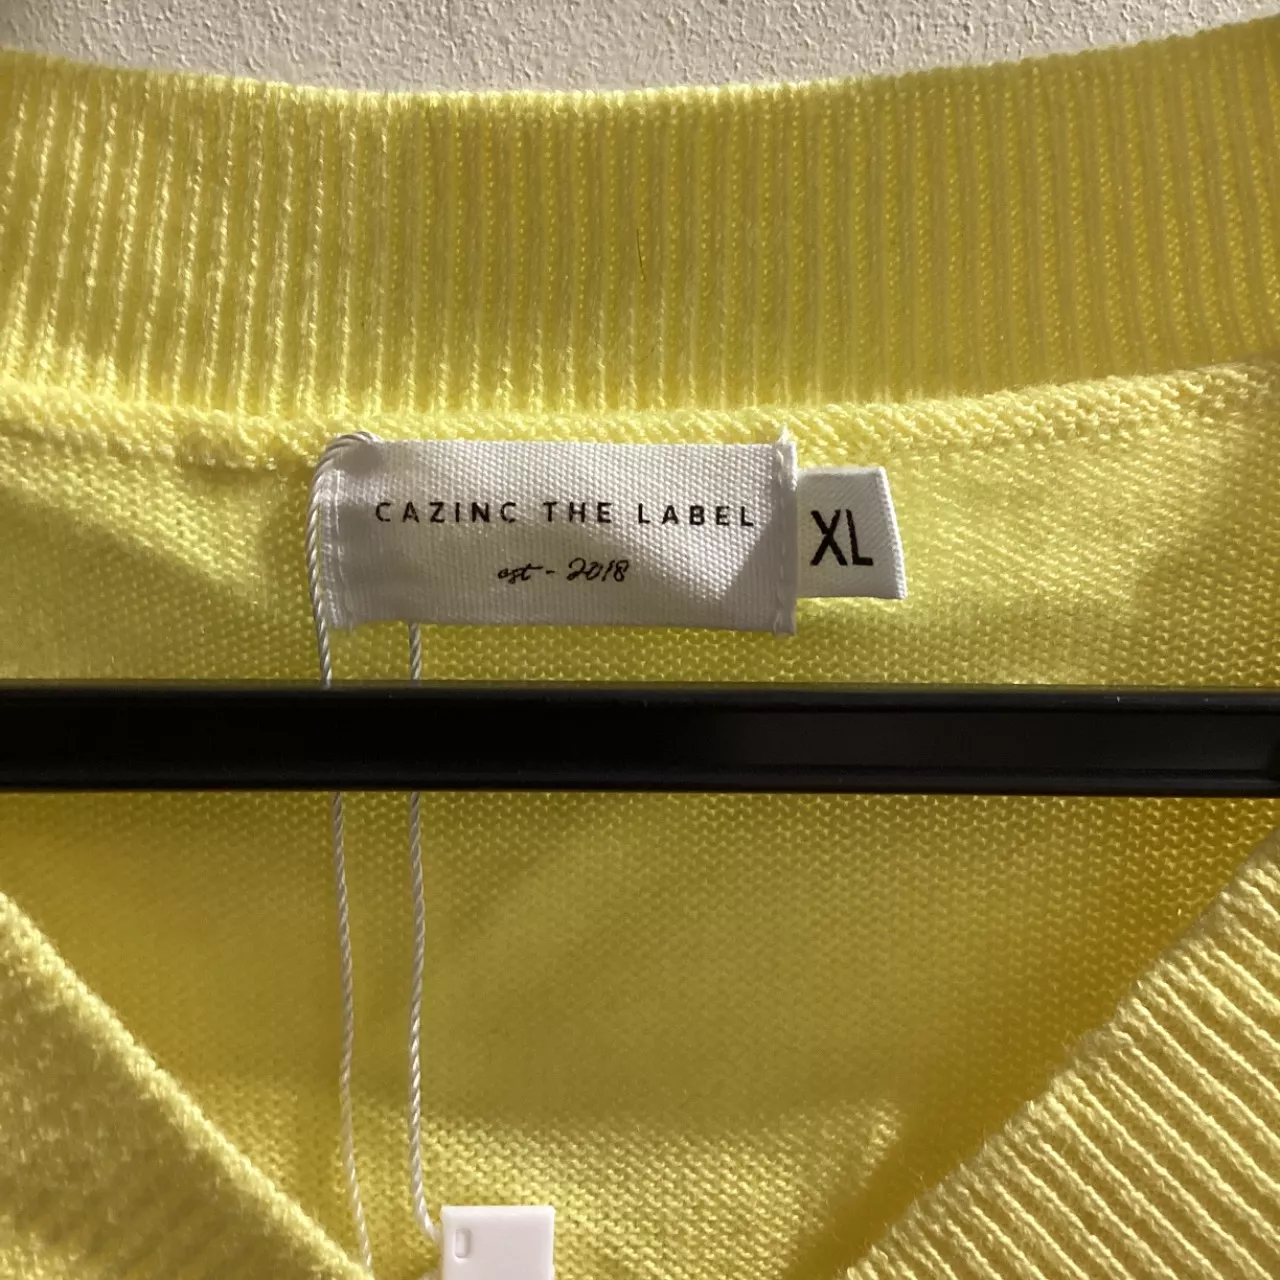 CAZINC THE LABEL
est - 2018
XL